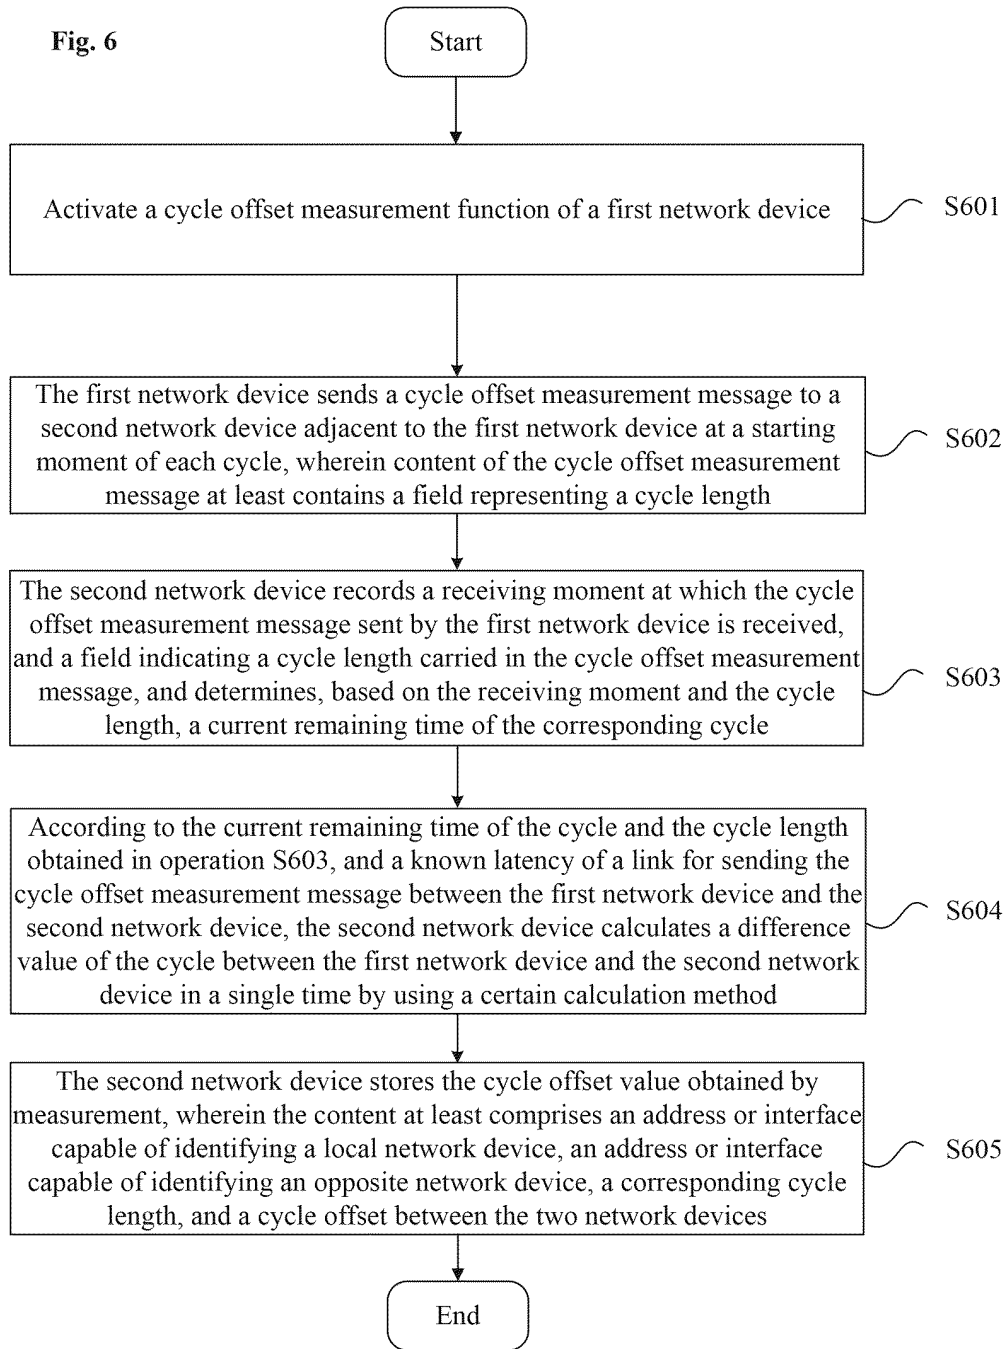 Fig. 6
Start
Activate a cycle offset measurement function of a first network device
S601
The first network device sends a cycle offset measurement message to a
second network device adjacent to the first network device at a starting
moment of each cycle, wherein content of the cycle offset measurement
message at least contains a field representing a cycle length
S602
The second network device records a receiving moment at which the cycle
offset measurement message sent by the first network device is received,
and a field indicating a cycle length carried in the cycle offset measurement
message, and determines, based on the receiving moment and the cycle
length, a current remaining time of the corresponding cycle
S603
According to the current remaining time of the cycle and the cycle length
obtained in operation S603, and a known latency of a link for sending the
cycle offset measurement message between the first network device and the
second network device, the second network device calculates a difference
value of the cycle between the first network device and the second network
device in a single time by using a certain calculation method
S604
The second network device stores the cycle offset value obtained by
measurement, wherein the content at least comprises an address or interface
capable of identifying a local network device, an address or interface
capable of identifying an opposite network device, a corresponding cycle
length, and a cycle offset between the two network devices
S605
End